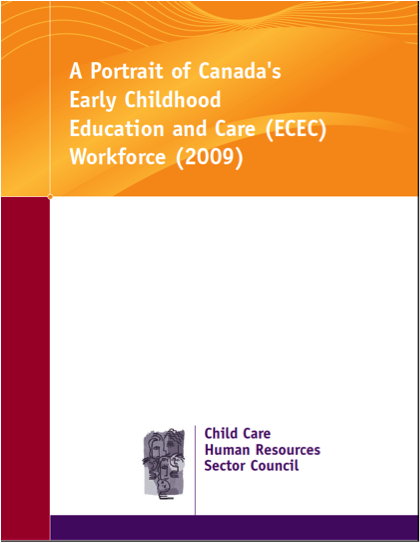 A Portrait of Canada's
Early Childhood
Education and Care (ECEC)
Workforce (2009)
Child Care
Human Resources
Sector Council